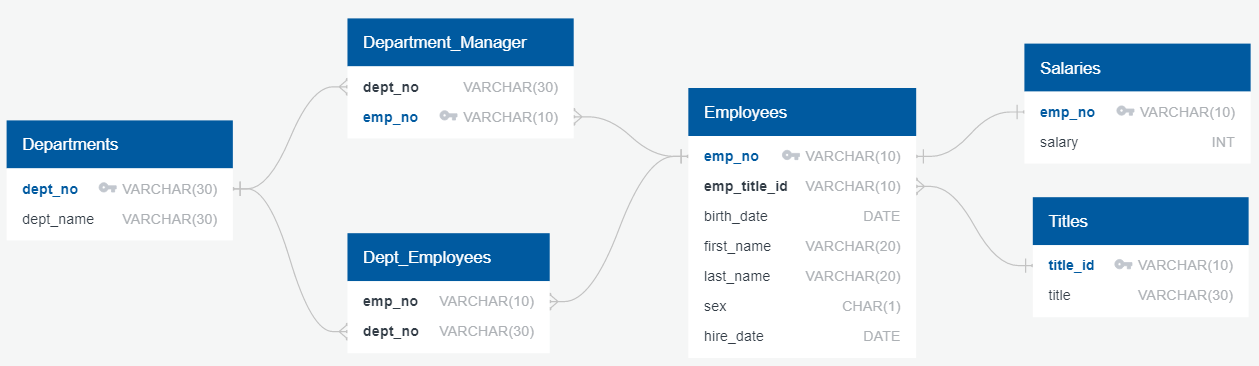 Departments
dept_no VARCHAR(30)
dept_name VARCHAR(30)
Department_Manager
dept_no VARCHAR(30)
emp_no VARCHAR(10)
Dept_Employees
emp_no VARCHAR(10)
dept_no VARCHAR(30)
Employees
emp_no VARCHAR(10)
emp_title_id VARCHAR(10)
birth_date DATE
first_name VARCHAR(20)
last_name VARCHAR(20)
sex CHAR(1)
hire_date DATE
Salaries
emp_no VARCHAR(10)
salary INT
Titles
title_id VARCHAR(10)
title VARCHAR(30)